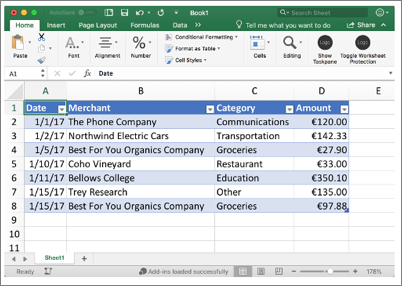 AutoSave OFF Book1 Search Sheet
Home Insert Page Layout Formulas Data >> Tell me what you want to do Share
Paste Font Alignment Number Conditional Formatting Format as Table Cell Styles Cells Editing Show Taskpane Toggle Worksheet Protection
A1 fx Date
A B C D E
1 Date Merchant Category Amount
2 1/1/17 The Phone Company Communications €120.00
3 1/2/17 Northwind Electric Cars Transportation €142.33
4 1/5/17 Best For You Organics Company Groceries €27.90
5 1/10/17 Coho Vineyard Restaurant €33.00
6 1/11/17 Bellows College Education €350.10
7 1/15/17 Trey Research Other €135.00
8 1/15/17 Best For You Organics Company Groceries €97.88
9
10
11
Sheet1 +
Ready Add-ins loaded successfully 178%